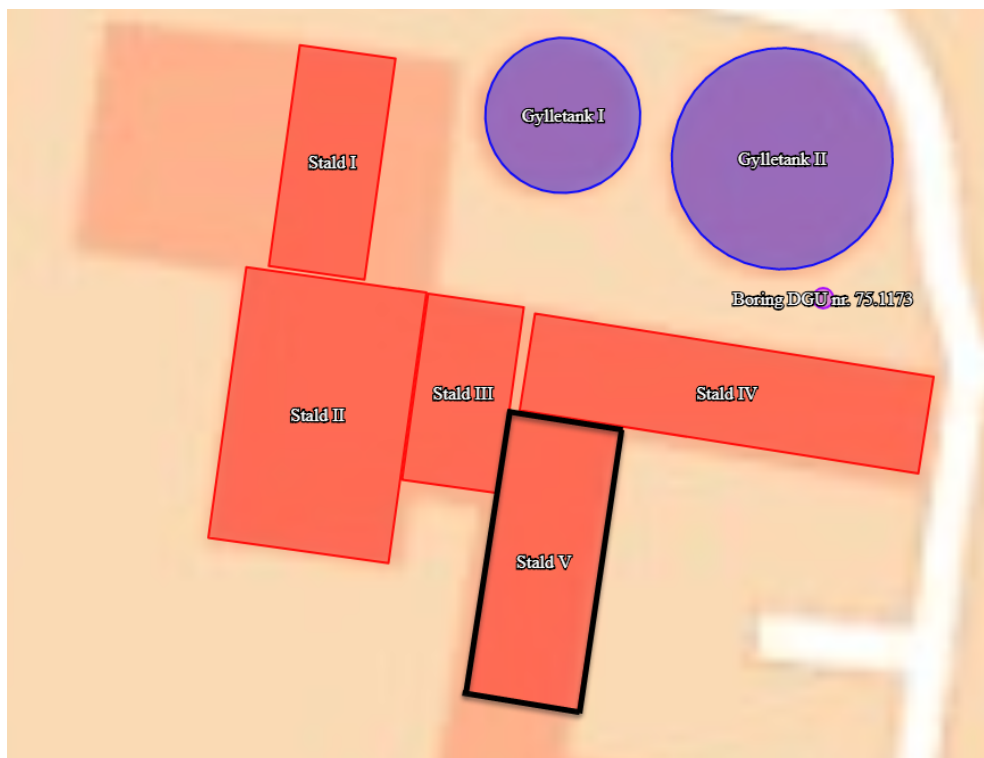 Gylletank I
Gylletank II
Stald I
Boring DGU nr. 75.1173
Stald III
Stald IV
Stald II
Stald V